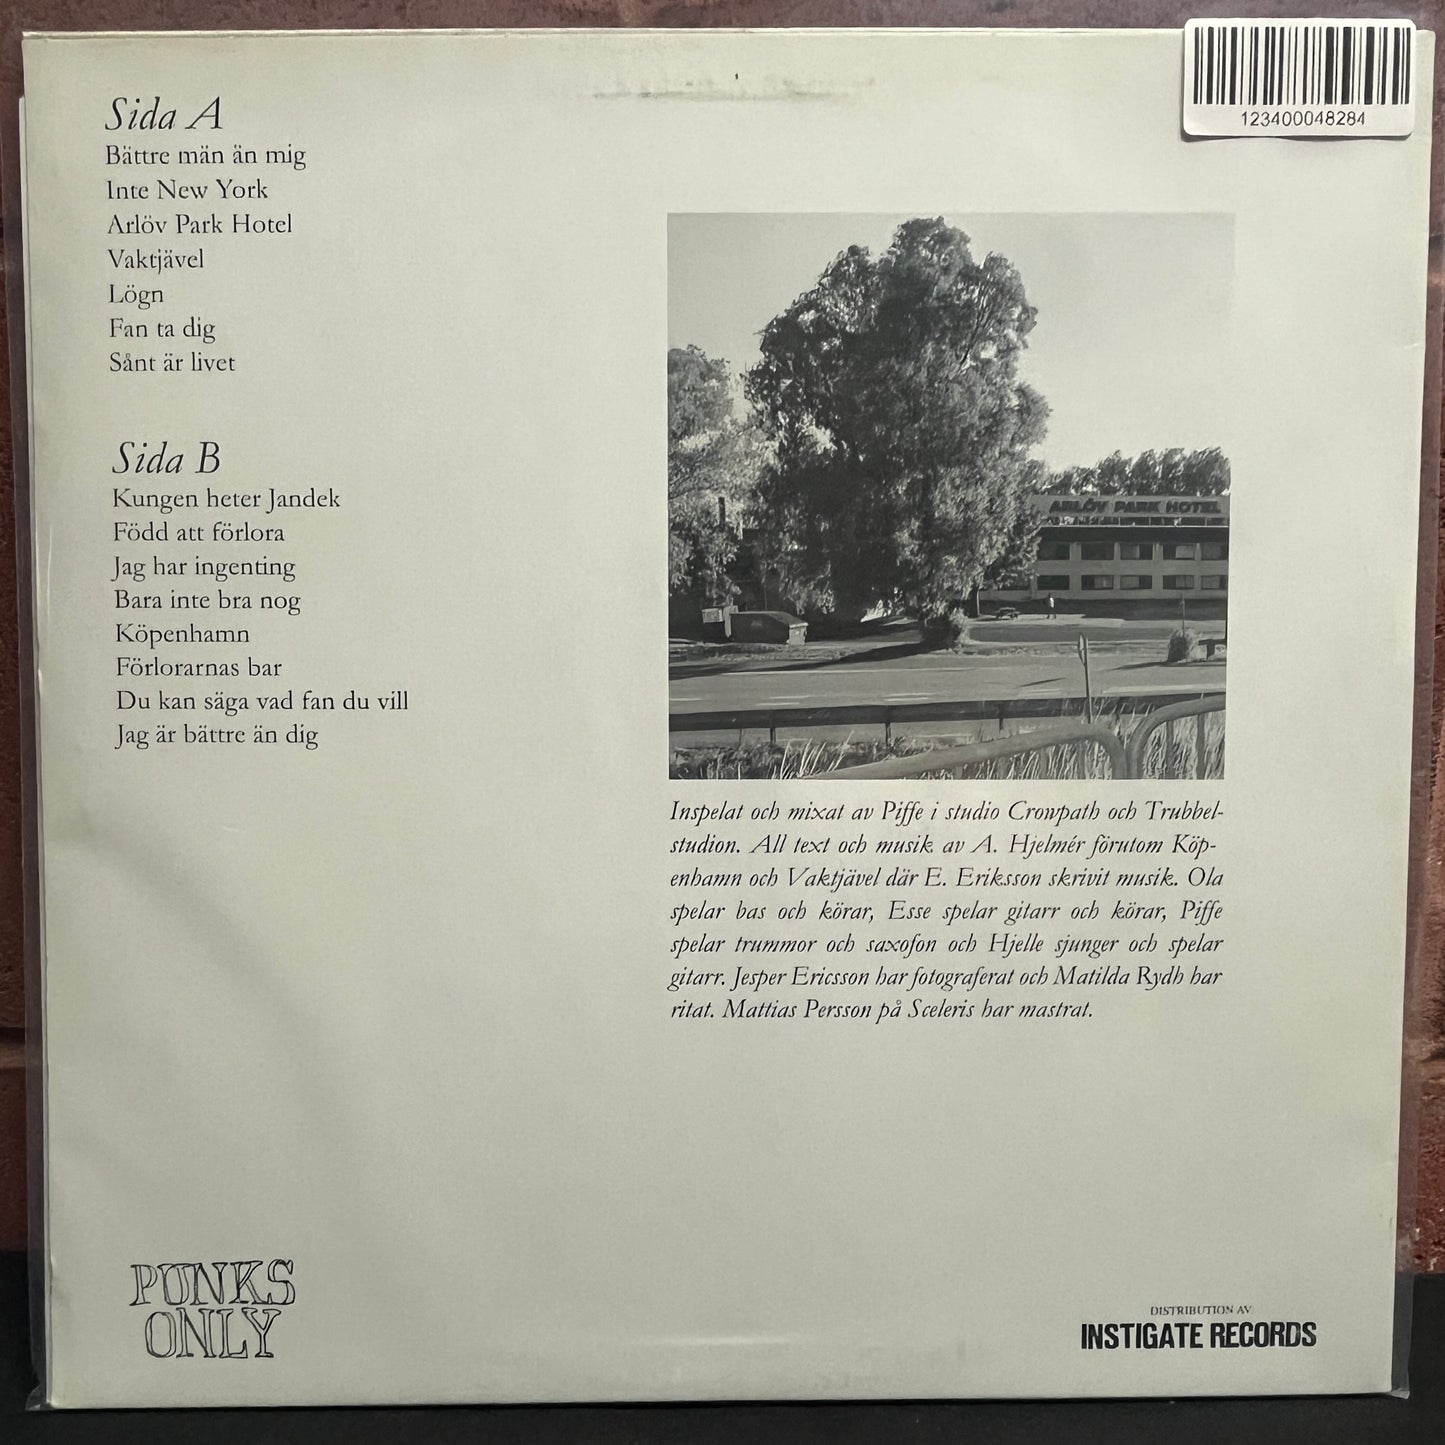 123400048284
Sida A
Bättre män än mig
Inte New York
Arlöv Park Hotel
Vaktjävel
Lögn
Fan ta dig
Sånt är livet
Sida B
Kungen heter Jandek
Född att förlora
Jag har ingenting
Bara inte bra nog
Köpenhamn
Förlorarnas bar
Du kan säga vad fan du vill
Jag är bättre än dig
ARLÖV PARK HOTEL
Inspelat och mixat av Piffe i studio Crowpath och Trubbel-
studion. All text och musik av A. Hjelmér förutom Köp-
enhamn och Vaktjävel där E. Eriksson skrivit musik. Ola
spelar bas och körar, Esse spelar gitarr och körar, Piffe
spelar trummor och saxofon och Hjelle sjunger och spelar
gitarr. Jesper Ericsson har fotograferat och Matilda Rydh har
ritat. Mattias Persson på Sceleris har mastrat.
PUNKS
ONLY
DISTRIBUTION AV
INSTIGATE RECORDS